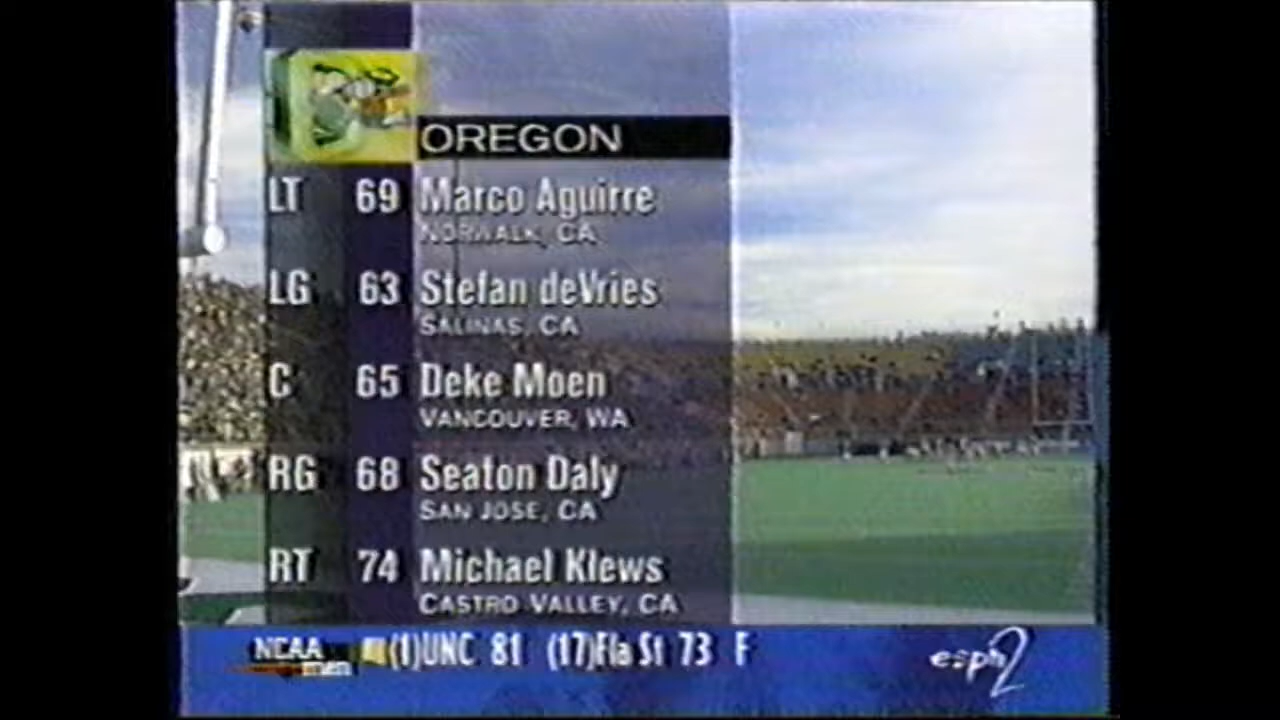 OREGON
LT 69 Marco Aguirre
NORWALK, CA
LG 63 Stefan deVries
SALINAS, CA
C 65 Deke Moen
VANCOUVER, WA
RG 68 Seaton Daly
SAN JOSE, CA
RT 74 Michael Klews
CASTRO VALLEY, CA
NCAA men (1)UNC 81 (17)Fla St 73 F espn2